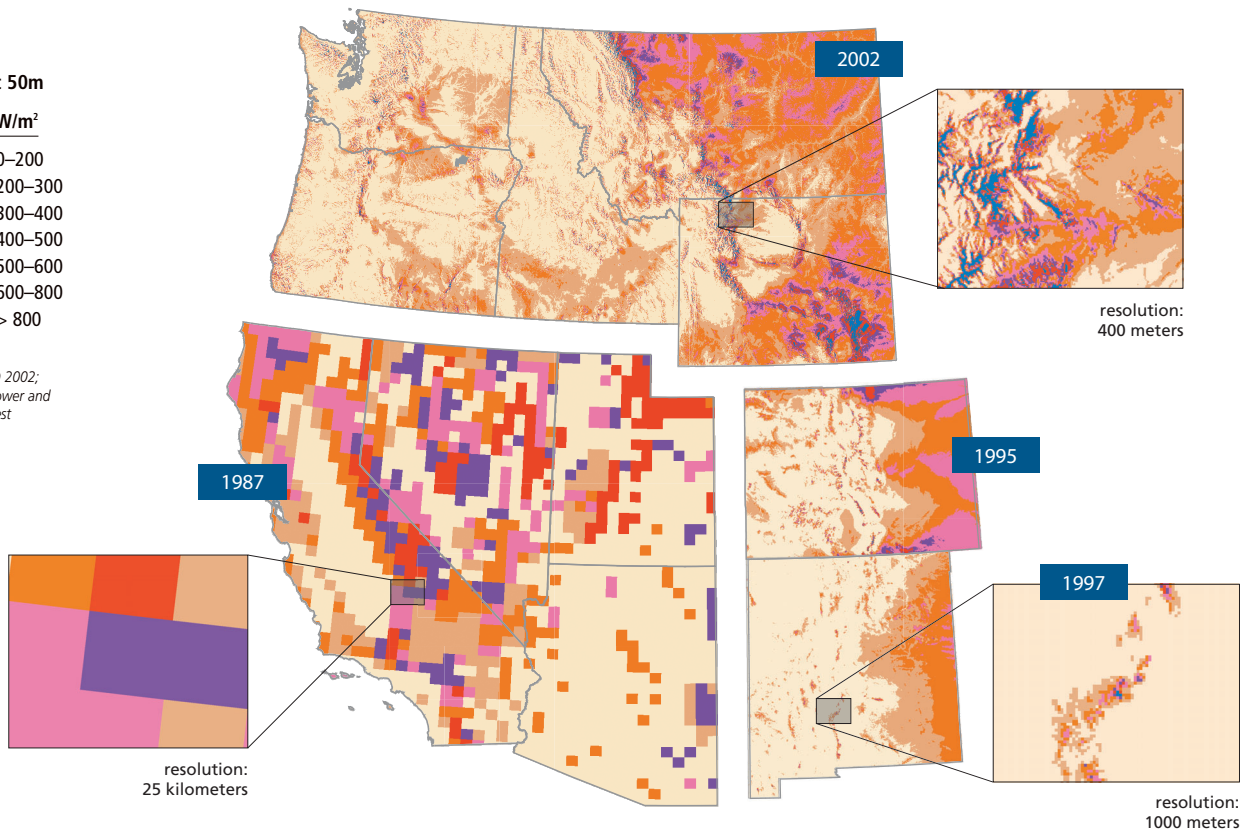 50m
W/m²
0–200
200–300
300–400
400–500
500–600
600–800
> 800
2002;
ower and
est
2002
resolution:
400 meters
1987
1995
resolution:
25 kilometers
1997
resolution:
1000 meters